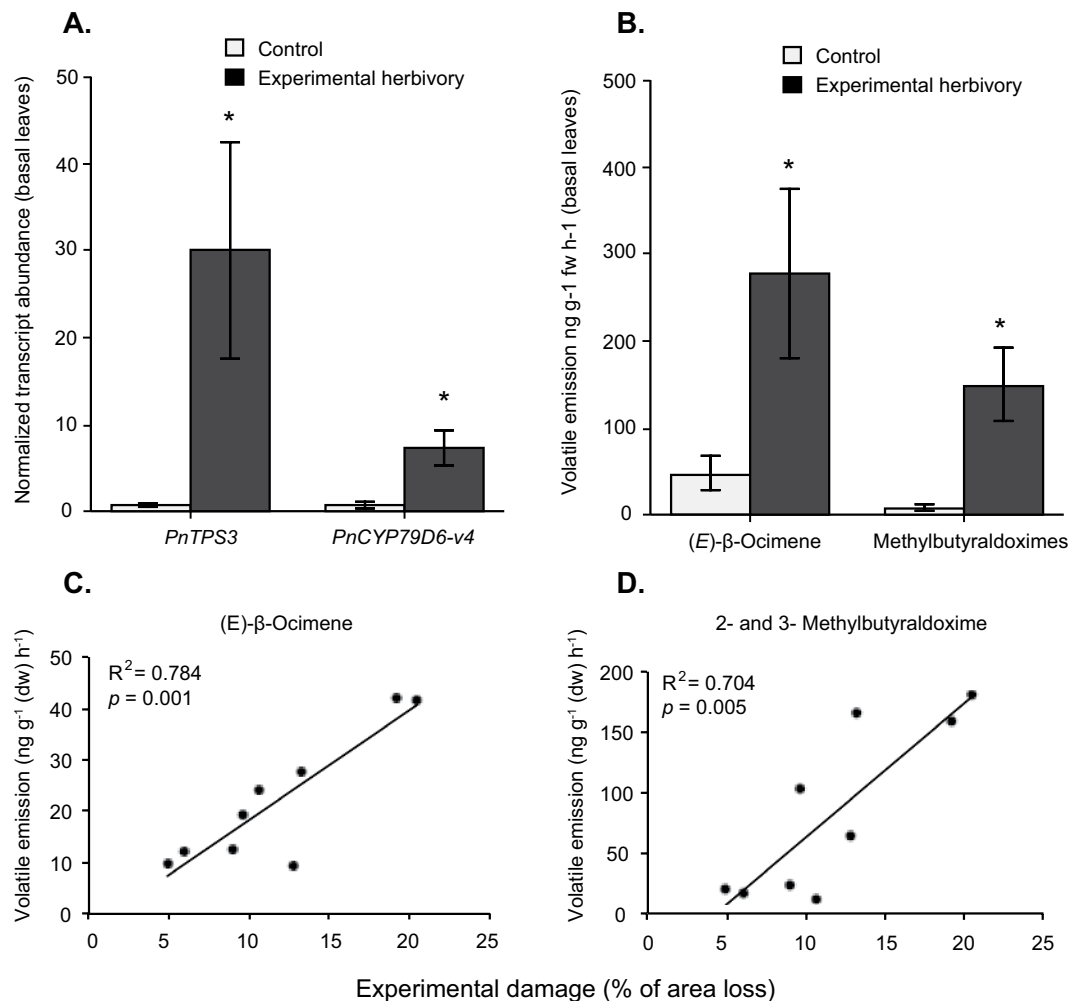 A.
Control
Experimental herbivory
Normalized transcript abundance (basal leaves)
50
40
30
20
10
0
*
*
PnTPS3
PnCYP79D6-v4
B.
Control
Experimental herbivory
Volatile emission ng g-1 fw h-1 (basal leaves)
500
400
300
200
100
0
*
*
(E)-β-Ocimene
Methylbutyraldoximes
C.
(E)-β-Ocimene
R² = 0.784
p = 0.001
Volatile emission (ng g⁻¹ (dw) h⁻¹)
50
40
30
20
10
0
0 5 10 15 20 25
D.
2- and 3- Methylbutyraldoxime
R² = 0.704
p = 0.005
Volatile emission (ng g⁻¹ (dw) h⁻¹)
200
150
100
50
0
0 5 10 15 20 25
Experimental damage (% of area loss)